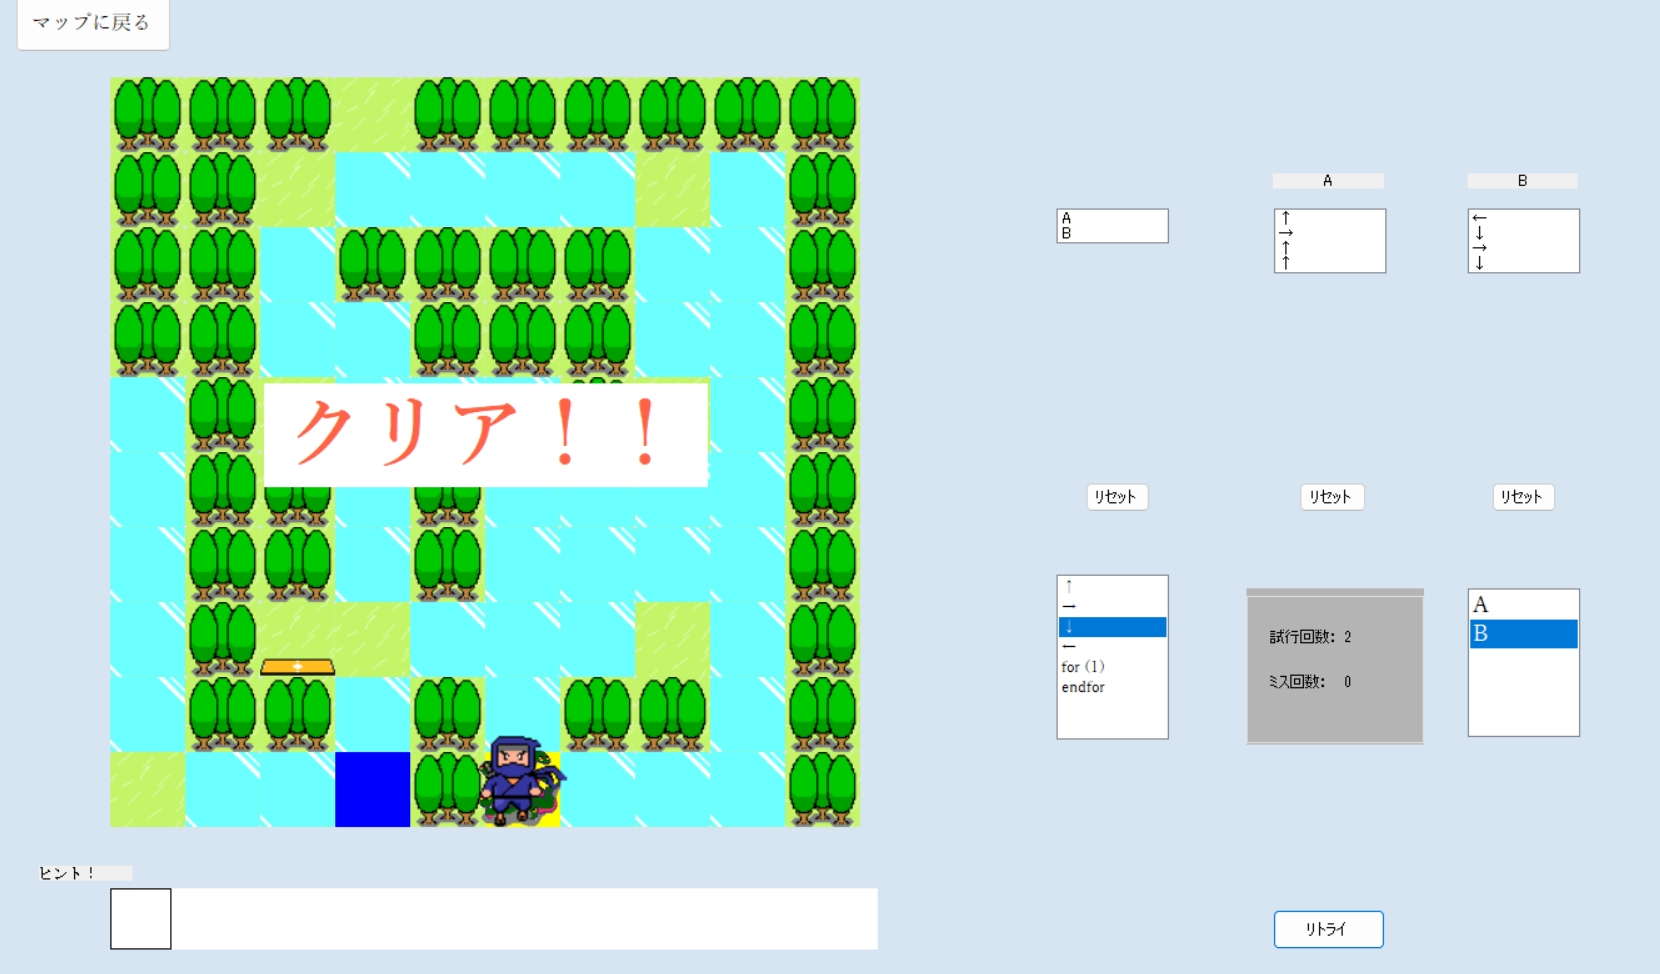 マップに戻る
A
B
A
B
↑
→
↑
↑
←
↓
→
↓
クリア！！
リセット
リセット
リセット
↑
→
↓
←
for (1)
endfor
試行回数: 2
ミス回数: 0
A
B
ヒント！
リトライ